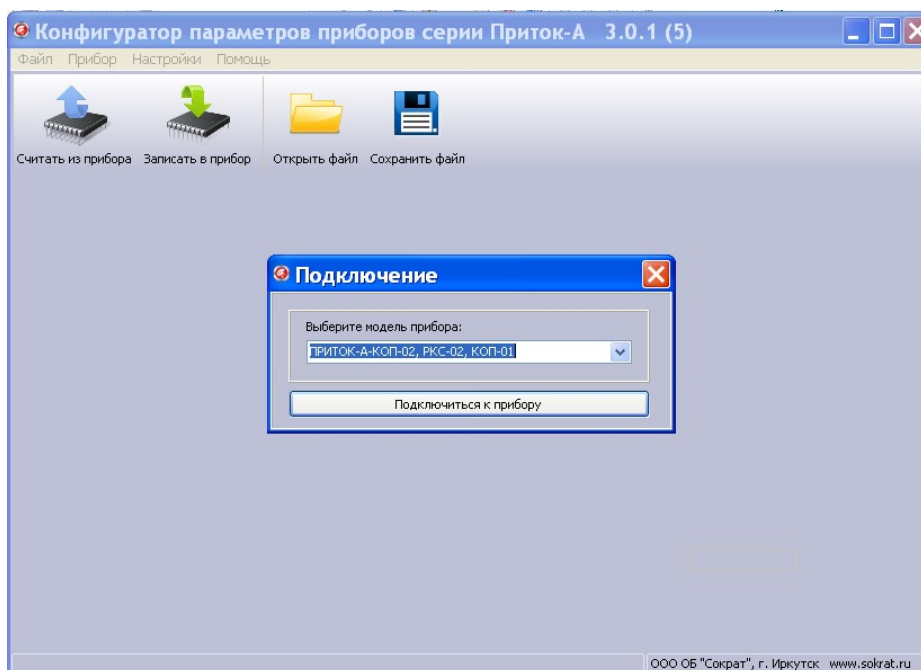 Конфигуратор параметров приборов серии Приток-А 3.0.1 (5)
Файл Прибор Настройки Помощь
Считать из прибора Записать в прибор Открыть файл Сохранить файл
Подключение
Выберите модель прибора:
ПРИТОК-А-КОП-02, РКС-02, КОП-01
Подключиться к прибору
ООО ОБ "Сократ", г. Иркутск www.sokrat.ru